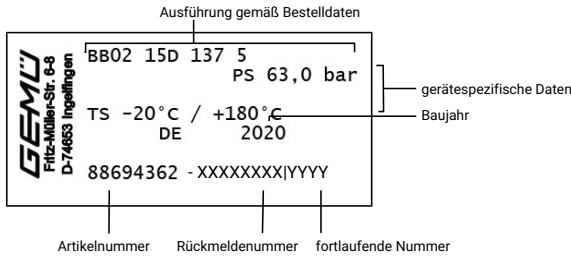 Ausführung gemäß Bestelldaten
GEMÜ
Fritz-Müller-Str. 6-8
D-74653 Ingelfingen
BB02 15D 137 5
PS 63,0 bar
gerätespezifische Daten
TS -20°C / +180°C
Baujahr
DE 2020
88694362 -XXXXXXXX|YYYY
Artikelnummer Rückmeldenummer fortlaufende Nummer